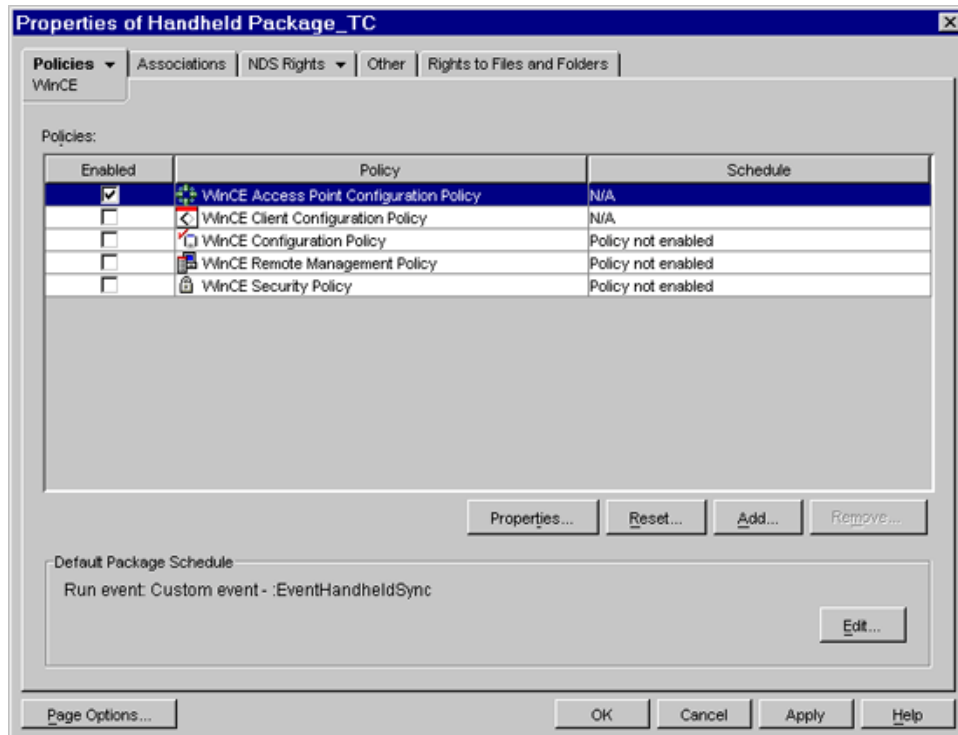 Properties of Handheld Package_TC
Policies Associations NDS Rights Other Rights to Files and Folders
WinCE
Policies:
Enabled Policy Schedule
WinCE Access Point Configuration Policy N/A
WinCE Client Configuration Policy N/A
WinCE Configuration Policy Policy not enabled
WinCE Remote Management Policy Policy not enabled
WinCE Security Policy Policy not enabled
Properties... Reset... Add... Remove...
Default Package Schedule
Run event: Custom event - :EventHandheldSync
Edit...
Page Options... OK Cancel Apply Help